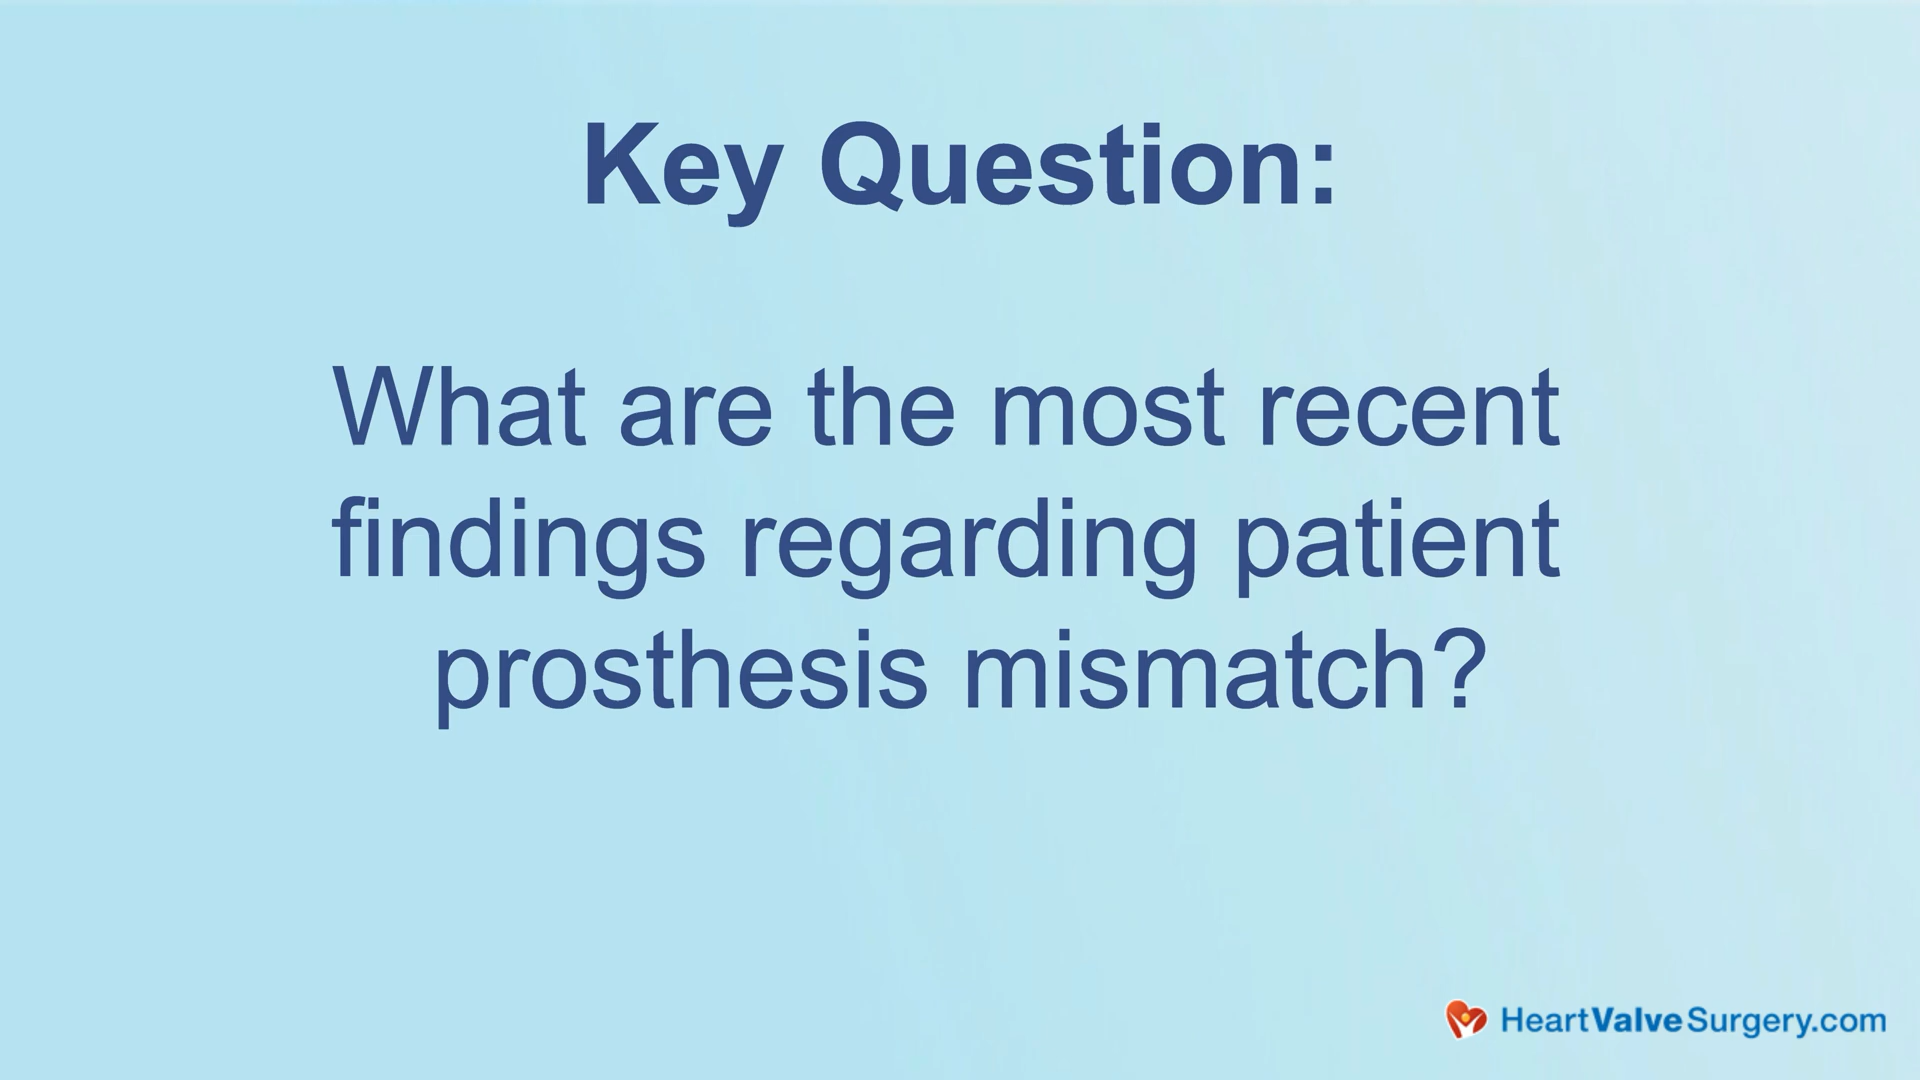 Key Question:
What are the most recent
findings regarding patient
prosthesis mismatch?
HeartValveSurgery.com